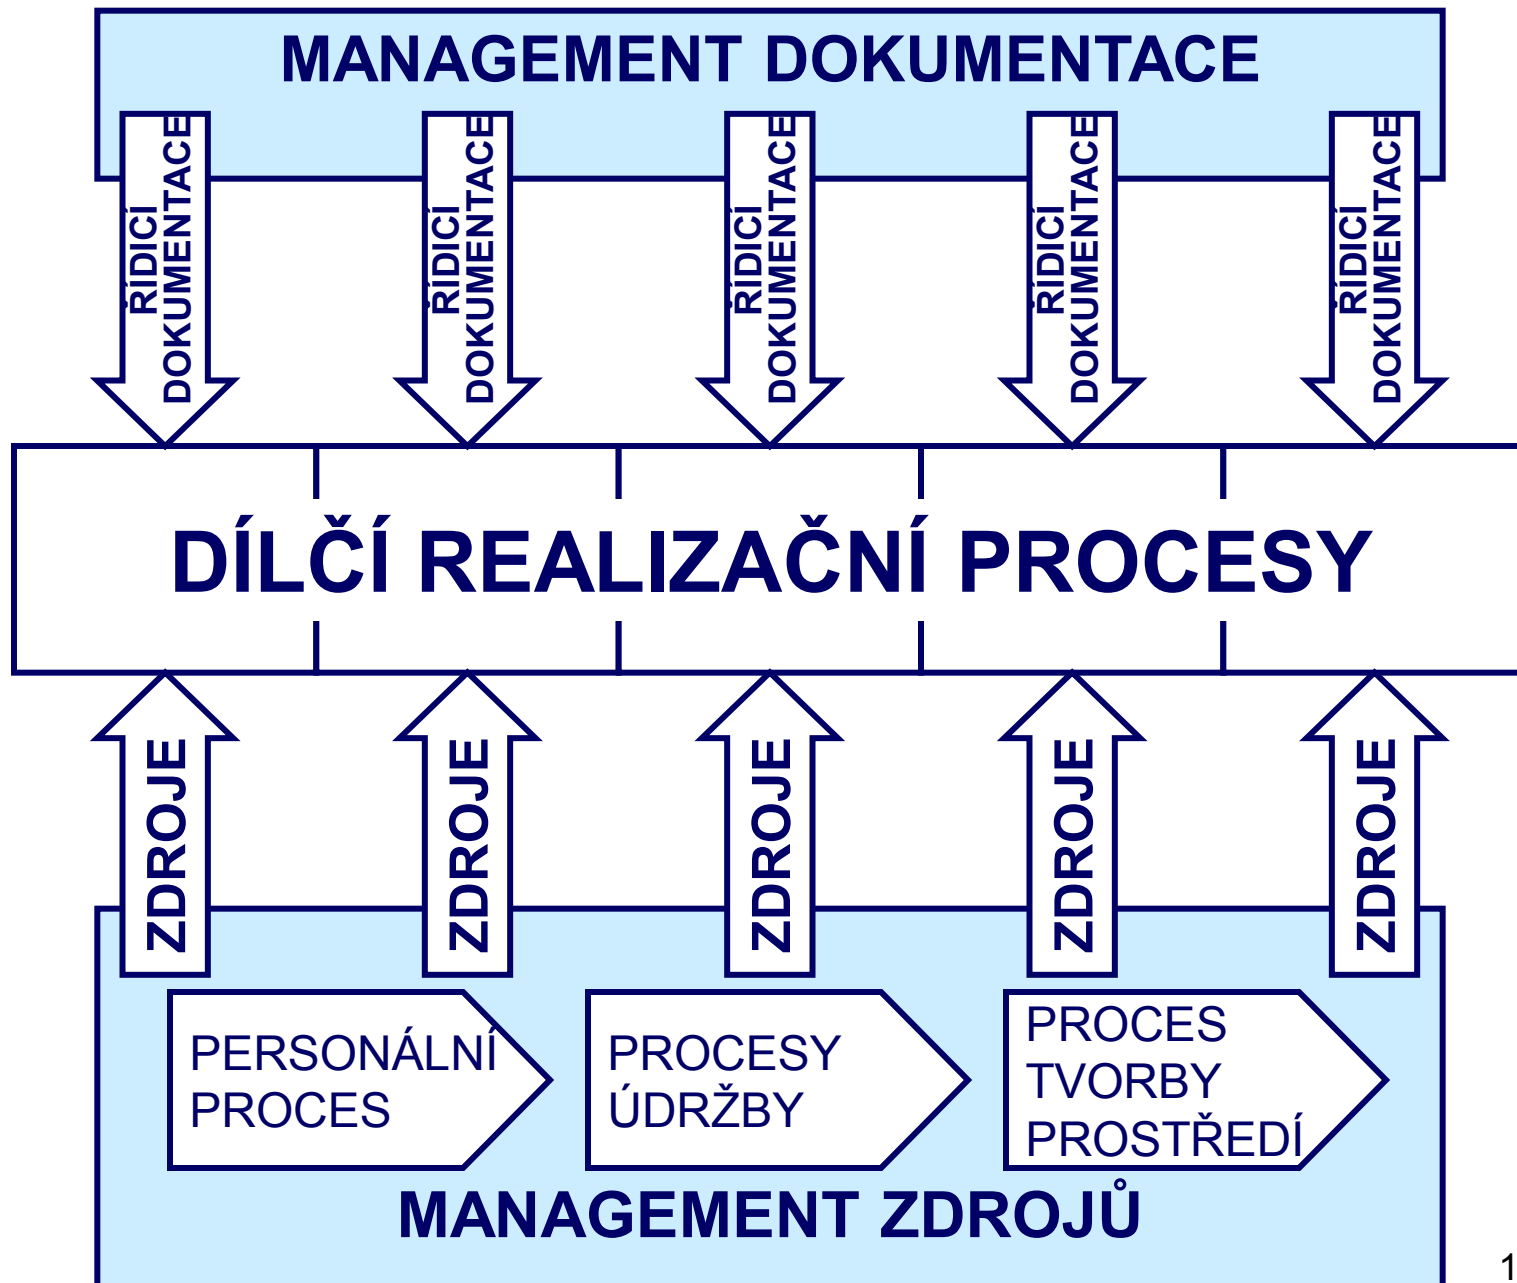 MANAGEMENT DOKUMENTACE
ŘÍDICÍ
DOKUMENTACE
ŘÍDICÍ
DOKUMENTACE
ŘÍDICÍ
DOKUMENTACE
ŘÍDICÍ
DOKUMENTACE
ŘÍDICÍ
DOKUMENTACE
DÍLČÍ REALIZAČNÍ PROCESY
ZDROJE
ZDROJE
ZDROJE
ZDROJE
ZDROJE
PERSONÁLNÍ
PROCES
PROCESY
ÚDRŽBY
PROCES
TVORBY
PROSTŘEDÍ
MANAGEMENT ZDROJŮ
1